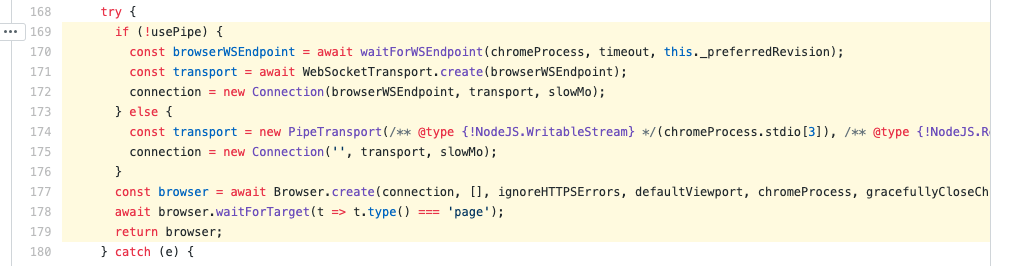 168 try {
169 if (!usePipe) {
170 const browserWSEndpoint = await waitForWSEndpoint(chromeProcess, timeout, this._preferredRevision);
171 const transport = await WebSocketTransport.create(browserWSEndpoint);
172 connection = new Connection(browserWSEndpoint, transport, slowMo);
173 } else {
174 const transport = new PipeTransport(/** @type {!NodeJS.WritableStream} */(chromeProcess.stdio[3]), /** @type {!NodeJS.R
175 connection = new Connection('', transport, slowMo);
176 }
177 const browser = await Browser.create(connection, [], ignoreHTTPSErrors, defaultViewport, chromeProcess, gracefullyCloseCh
178 await browser.waitForTarget(t => t.type() === 'page');
179 return browser;
180 } catch (e) {